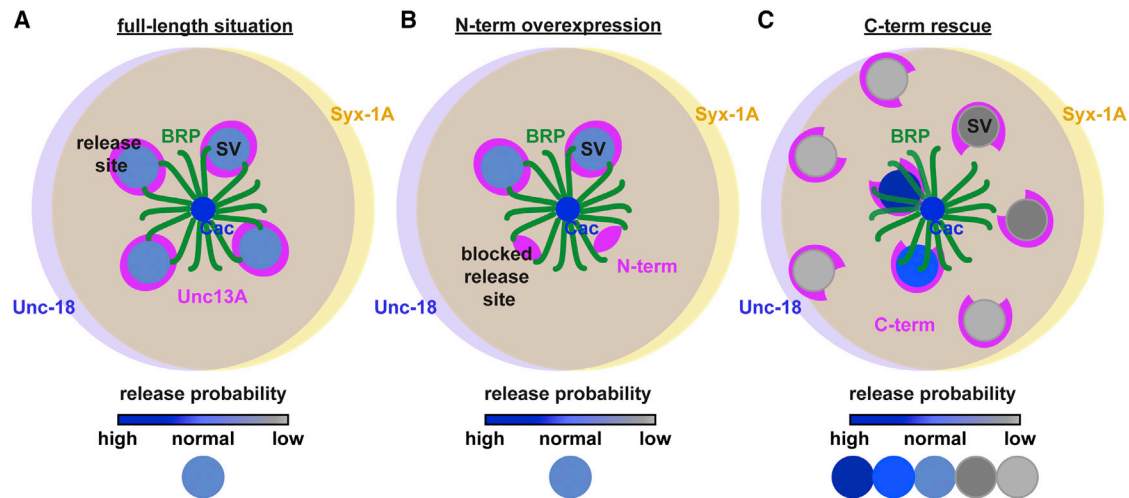 A
full-length situation
Syx-1A
BRP
release
site
SV
Cac
Unc13A
Unc-18
release probability
high normal low
B
N-term overexpression
Syx-1A
BRP
SV
Cac
blocked
release
site
N-term
Unc-18
release probability
high normal low
C
C-term rescue
Syx-1A
BRP
SV
Cac
C-term
Unc-18
release probability
high normal low